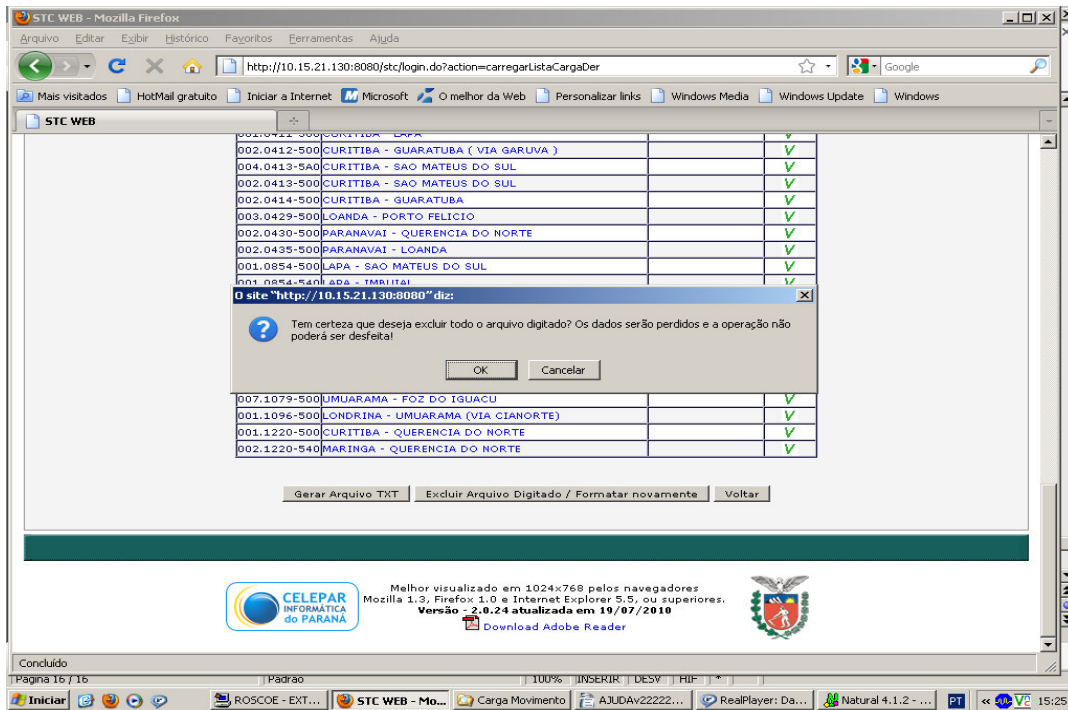 STC WEB - Mozilla Firefox
Arquivo Editar Exibir Histórico Favoritos Ferramentas Ajuda
http://10.15.21.130:8080/stc/login.do?action=carregarListaCargaDer
Google
Mais visitados HotMail gratuito Iniciar a Internet Microsoft O melhor da Web Personalizar links Windows Media Windows Update Windows
STC WEB
001.0411-500 CURITIBA - LAPA V
002.0412-500 CURITIBA - GUARATUBA ( VIA GARUVA ) V
004.0413-5A0 CURITIBA - SAO MATEUS DO SUL V
002.0413-500 CURITIBA - SAO MATEUS DO SUL V
002.0414-500 CURITIBA - GUARATUBA V
003.0429-500 LOANDA - PORTO FELICIO V
002.0430-500 PARANAVAI - QUERENCIA DO NORTE V
002.0435-500 PARANAVAI - LOANDA V
001.0854-500 LAPA - SAO MATEUS DO SUL V
001.0854-540 LAPA - IMBUIAL V
O site "http://10.15.21.130:8080" diz:
Tem certeza que deseja excluir todo o arquivo digitado? Os dados serão perdidos e a operação não
poderá ser desfeita!
OK Cancelar
007.1079-500 UMUARAMA - FOZ DO IGUACU V
001.1096-500 LONDRINA - UMUARAMA (VIA CIANORTE) V
001.1220-500 CURITIBA - QUERENCIA DO NORTE V
002.1220-540 MARINGA - QUERENCIA DO NORTE V
Gerar Arquivo TXT Excluir Arquivo Digitado / Formatar novamente Voltar
CELEPAR
INFORMÁTICA
do PARANÁ
Melhor visualizado em 1024x768 pelos navegadores
Mozilla 1.3, Firefox 1.0 e Internet Explorer 5.5, ou superiores.
Versão - 2.0.24 atualizada em 19/07/2010
Download Adobe Reader
Concluído
Página 16 / 16 Padrão 100% INSERIR DESV HIF *
Iniciar ROSCOE - EXT... STC WEB - Mo... Carga Movimento AJUDAv22222... RealPlayer: Da... Natural 4.1.2 - ... PT « 15:25